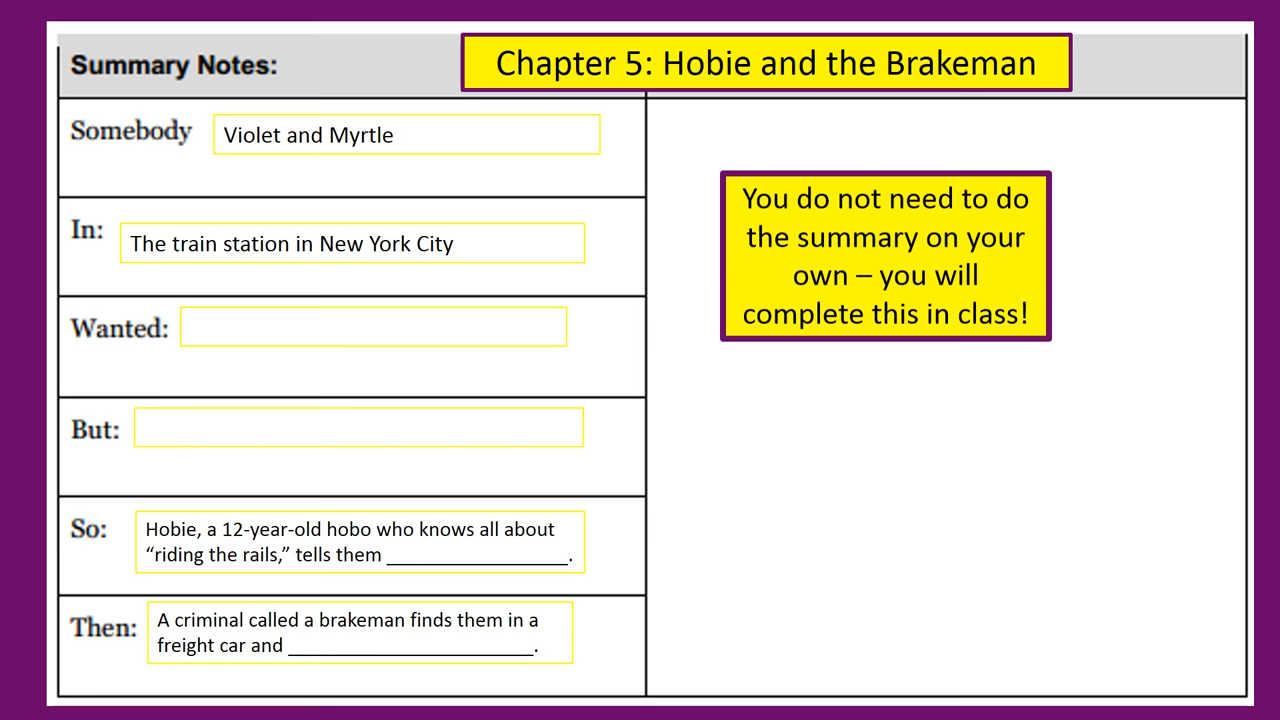 Summary Notes:
Chapter 5: Hobie and the Brakeman
Somebody
Violet and Myrtle
In:
The train station in New York City
Wanted:
But:
So:
Hobie, a 12-year-old hobo who knows all about
“riding the rails,” tells them _________________.
Then:
A criminal called a brakeman finds them in a
freight car and _______________________.
You do not need to do
the summary on your
own – you will
complete this in class!